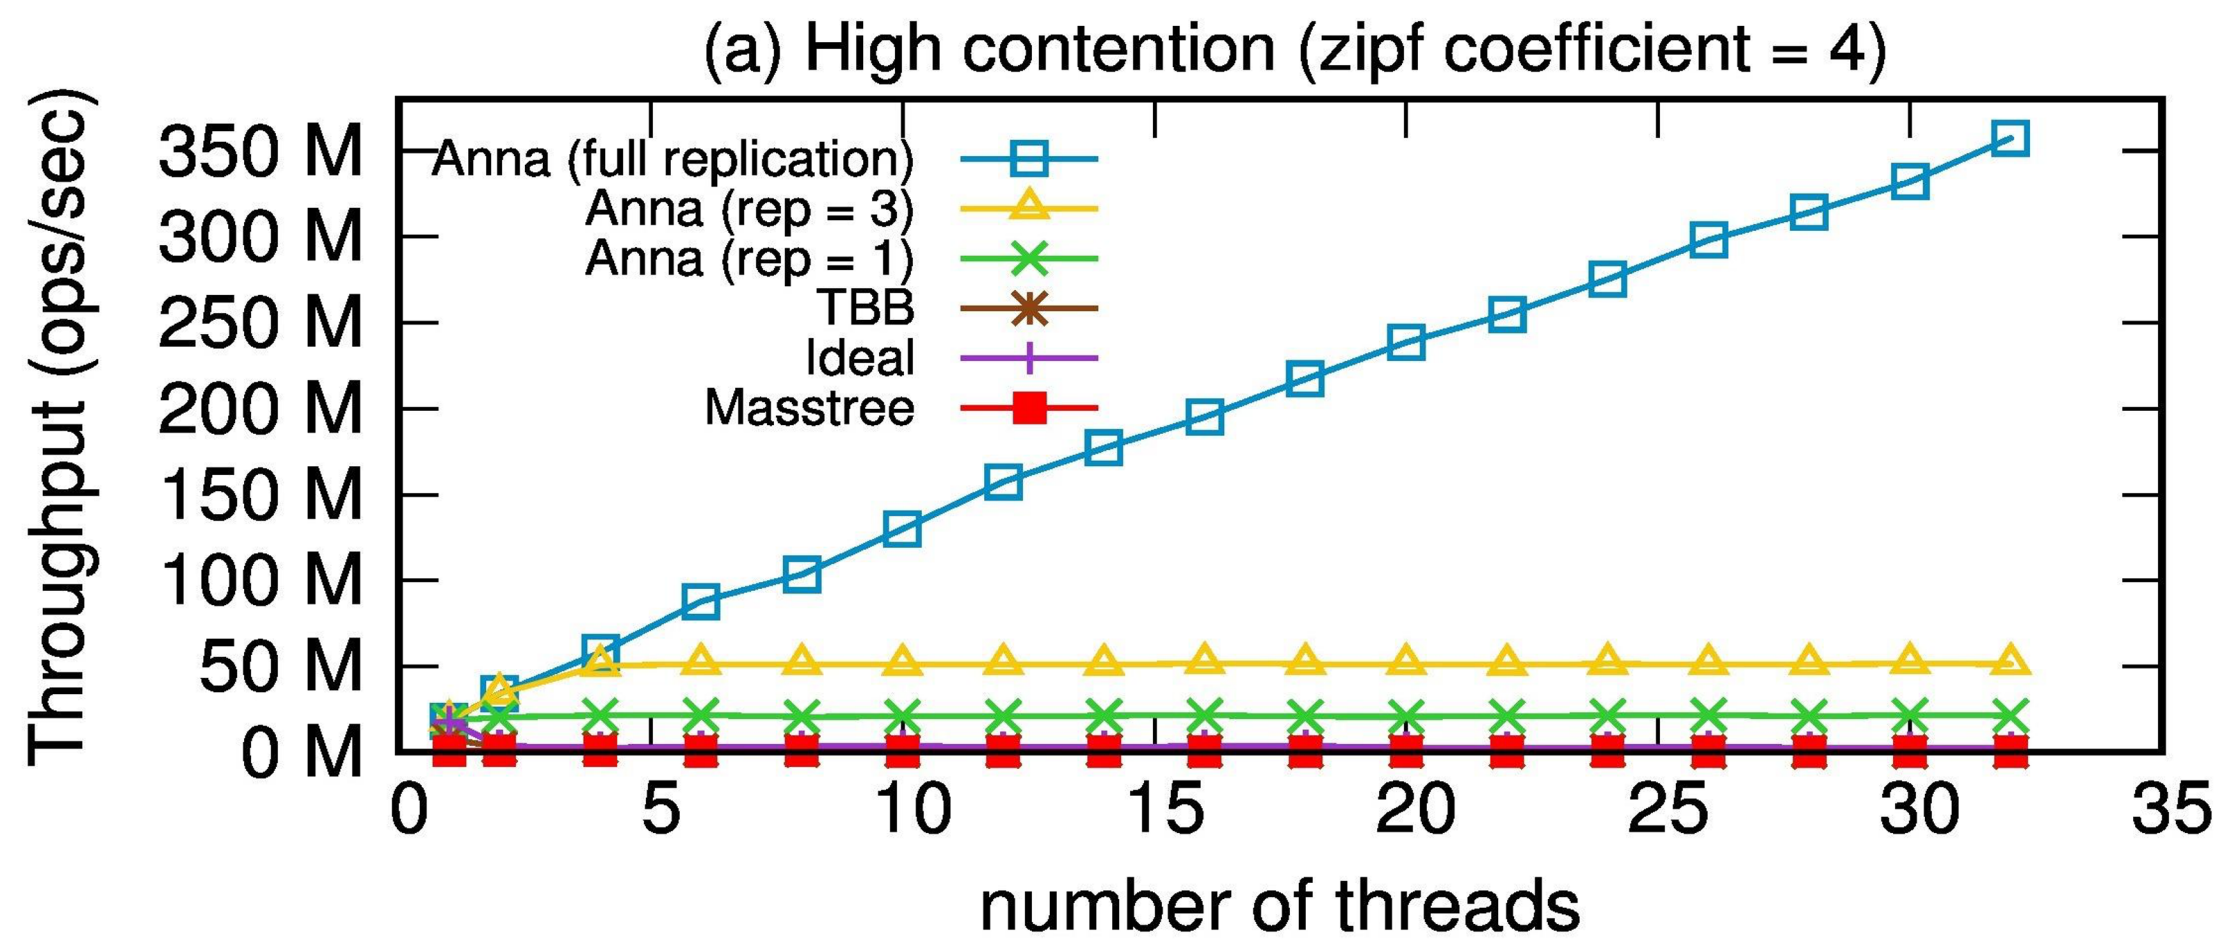 (a) High contention (zipf coefficient = 4)
Throughput (ops/sec)
350 M
300 M
250 M
200 M
150 M
100 M
50 M
0 M
Anna (full replication)
Anna (rep = 3)
Anna (rep = 1)
TBB
Ideal
Masstree
0 5 10 15 20 25 30 35
number of threads